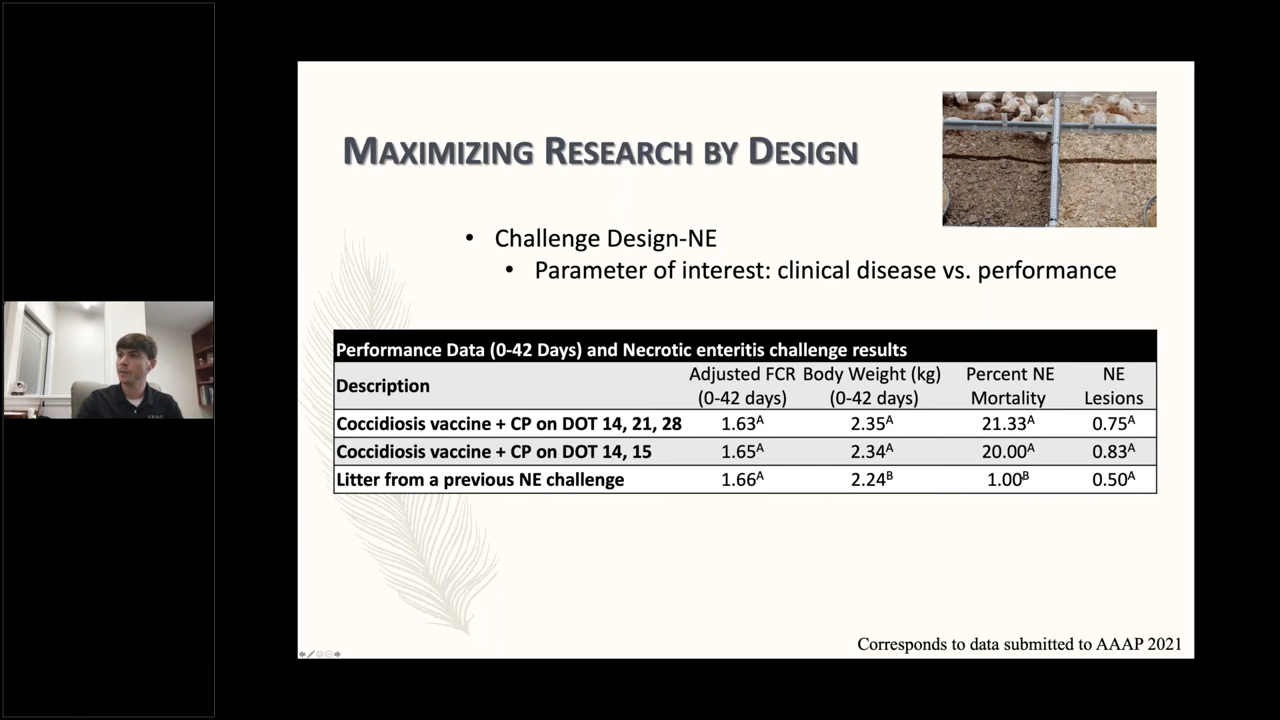 MAXIMIZING RESEARCH BY DESIGN
• Challenge Design-NE
• Parameter of interest: clinical disease vs. performance
Performance Data (0-42 Days) and Necrotic enteritis challenge results
Description Adjusted FCR (0-42 days) Body Weight (kg) (0-42 days) Percent NE Mortality NE Lesions
Coccidiosis vaccine + CP on DOT 14, 21, 28 1.63ᴬ 2.35ᴬ 21.33ᴬ 0.75ᴬ
Coccidiosis vaccine + CP on DOT 14, 15 1.65ᴬ 2.34ᴬ 20.00ᴬ 0.83ᴬ
Litter from a previous NE challenge 1.66ᴬ 2.24ᴮ 1.00ᴮ 0.50ᴬ
Corresponds to data submitted to AAAP 2021